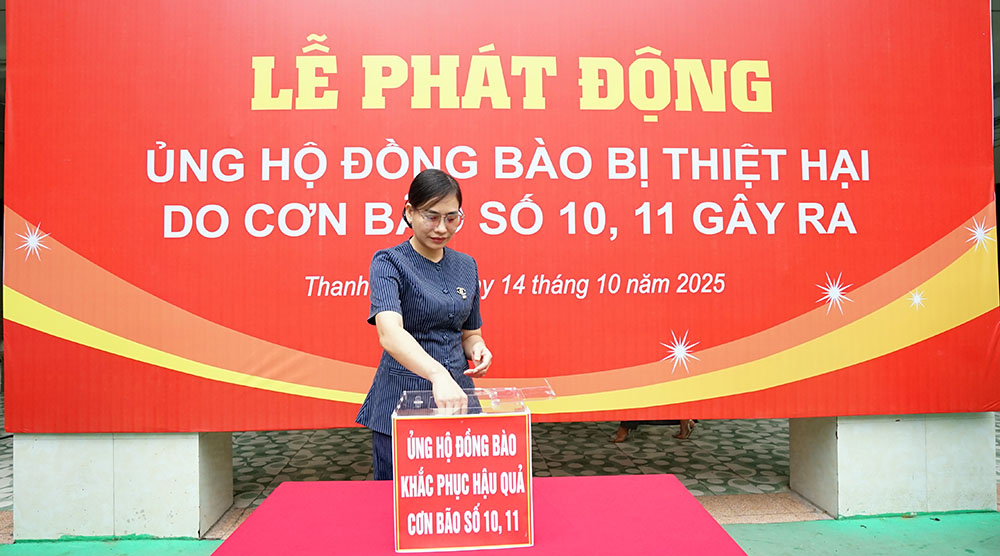 LỄ PHÁT ĐỘNG
ỦNG HỘ ĐỒNG BÀO BỊ THIỆT HẠI
DO CƠN BÃO SỐ 10, 11 GÂY RA
Thanh 14 tháng 10 năm 2025
ỦNG HỘ ĐỒNG BÀO
KHẮC PHỤC HẬU QUẢ
CƠN BÃO SỐ 10, 11